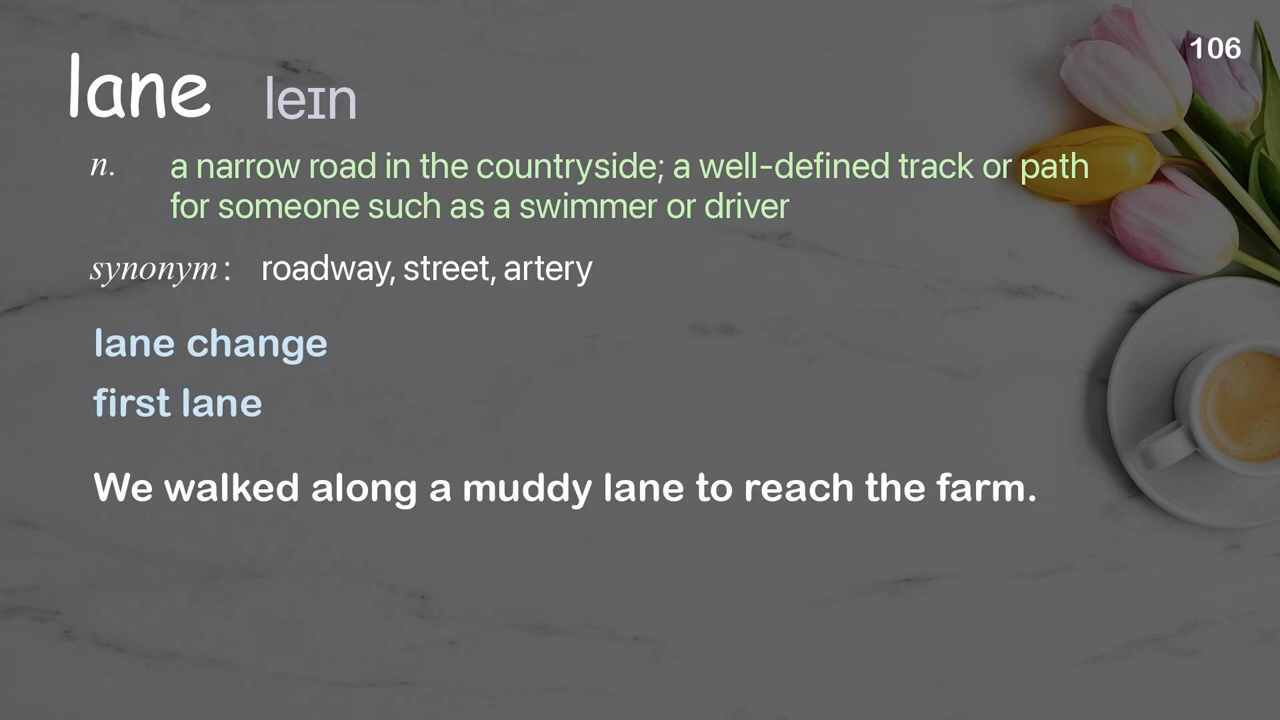 106
lane leɪn
n. a narrow road in the countryside; a well-defined track or path
for someone such as a swimmer or driver
synonym: roadway, street, artery
lane change
first lane
We walked along a muddy lane to reach the farm.